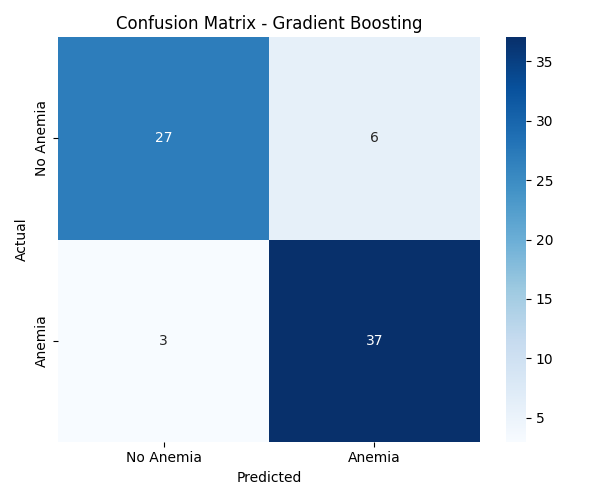 Confusion Matrix - Gradient Boosting
Actual
No Anemia
Anemia
27
6
3
37
No Anemia
Anemia
Predicted
35
30
25
20
15
10
5